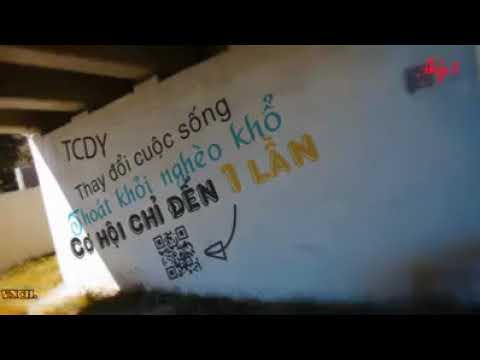 TCDY
Thay đổi cuộc sống
Thoát khỏi nghèo khổ
CƠ HỘI CHỈ ĐẾN 1 LẦN